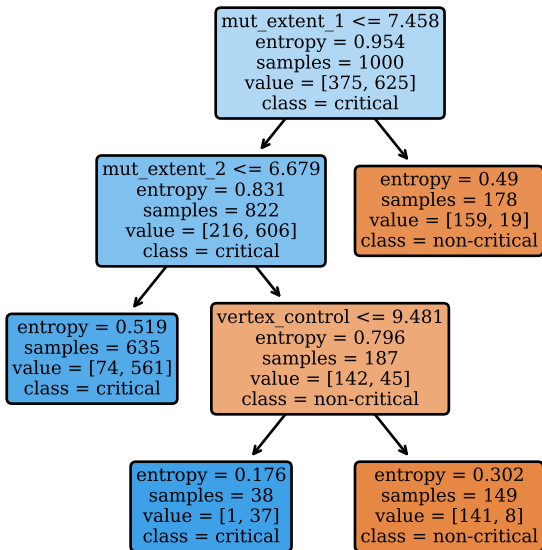 mut_extent_1 <= 7.458
entropy = 0.954
samples = 1000
value = [375, 625]
class = critical
mut_extent_2 <= 6.679
entropy = 0.831
samples = 822
value = [216, 606]
class = critical
entropy = 0.49
samples = 178
value = [159, 19]
class = non-critical
entropy = 0.519
samples = 635
value = [74, 561]
class = critical
vertex_control <= 9.481
entropy = 0.796
samples = 187
value = [142, 45]
class = non-critical
entropy = 0.176
samples = 38
value = [1, 37]
class = critical
entropy = 0.302
samples = 149
value = [141, 8]
class = non-critical